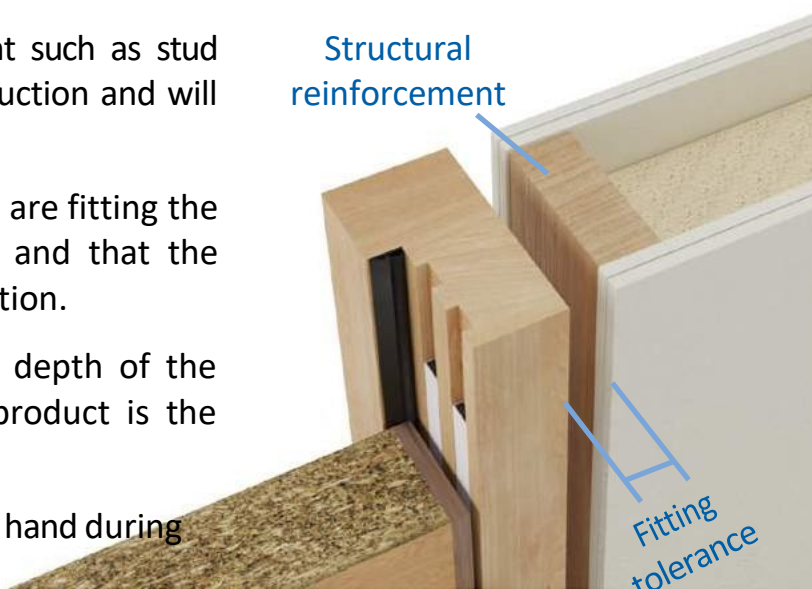 t such as stud
uction and will
are fitting the
and that the
tion.
depth of the
product is the
hand during
Structural
reinforcement
Fitting
tolerance